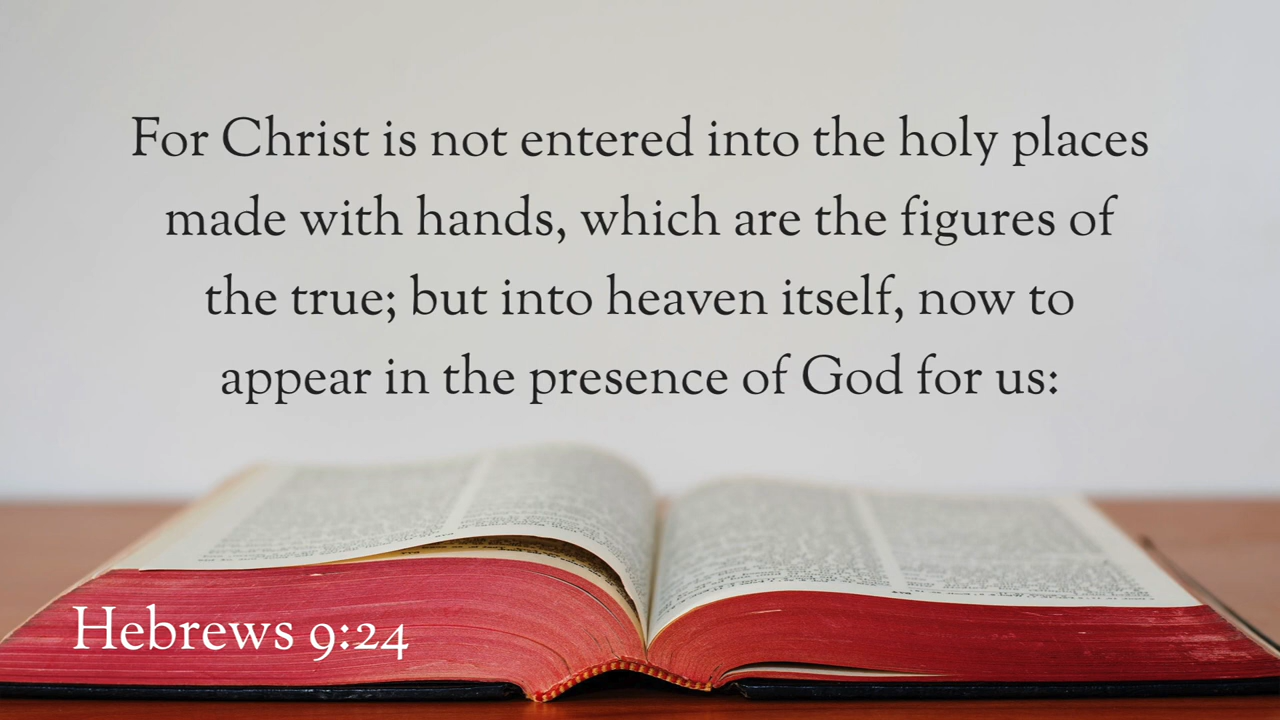 For Christ is not entered into the holy places
made with hands, which are the figures of
the true; but into heaven itself, now to
appear in the presence of God for us:
Hebrews 9:24